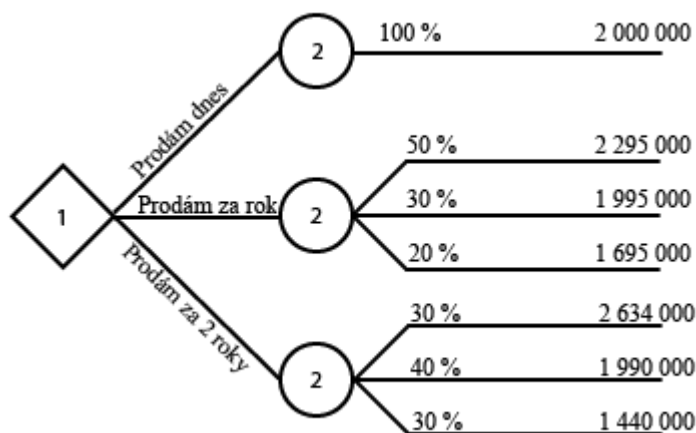 100 % 2 000 000
2
Prodám dnes
50 % 2 295 000
Prodám za rok 2 30 % 1 995 000
1
20 % 1 695 000
Prodám za 2 roky
30 % 2 634 000
2 40 % 1 990 000
30 % 1 440 000